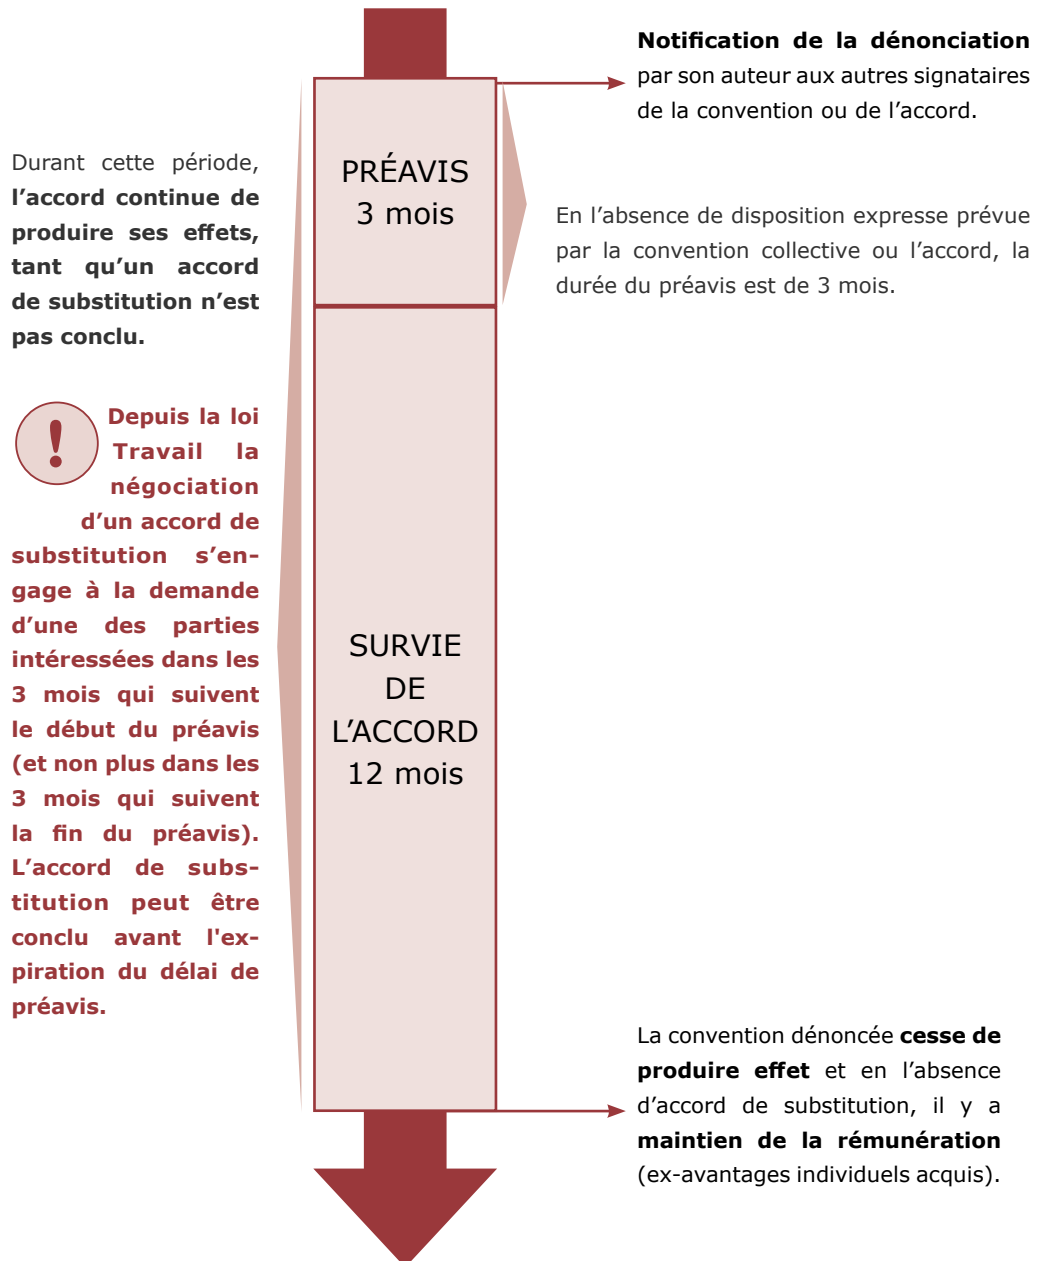 Notification de la dénonciation
par son auteur aux autres signataires
de la convention ou de l’accord.
Durant cette période,
l’accord continue de
produire ses effets,
tant qu’un accord
de substitution n’est
pas conclu.
PRÉAVIS
3 mois
En l’absence de disposition expresse prévue
par la convention collective ou l’accord, la
durée du préavis est de 3 mois.
!
Depuis la loi
Travail la
négociation
d’un accord de
substitution s’en-
gage à la demande
d’une des parties
intéressées dans les
3 mois qui suivent
le début du préavis
(et non plus dans les
3 mois qui suivent
la fin du préavis).
L’accord de subs-
titution peut être
conclu avant l'ex-
piration du délai de
préavis.
SURVIE
DE
L’ACCORD
12 mois
La convention dénoncée cesse de
produire effet et en l’absence
d’accord de substitution, il y a
maintien de la rémunération
(ex-avantages individuels acquis).